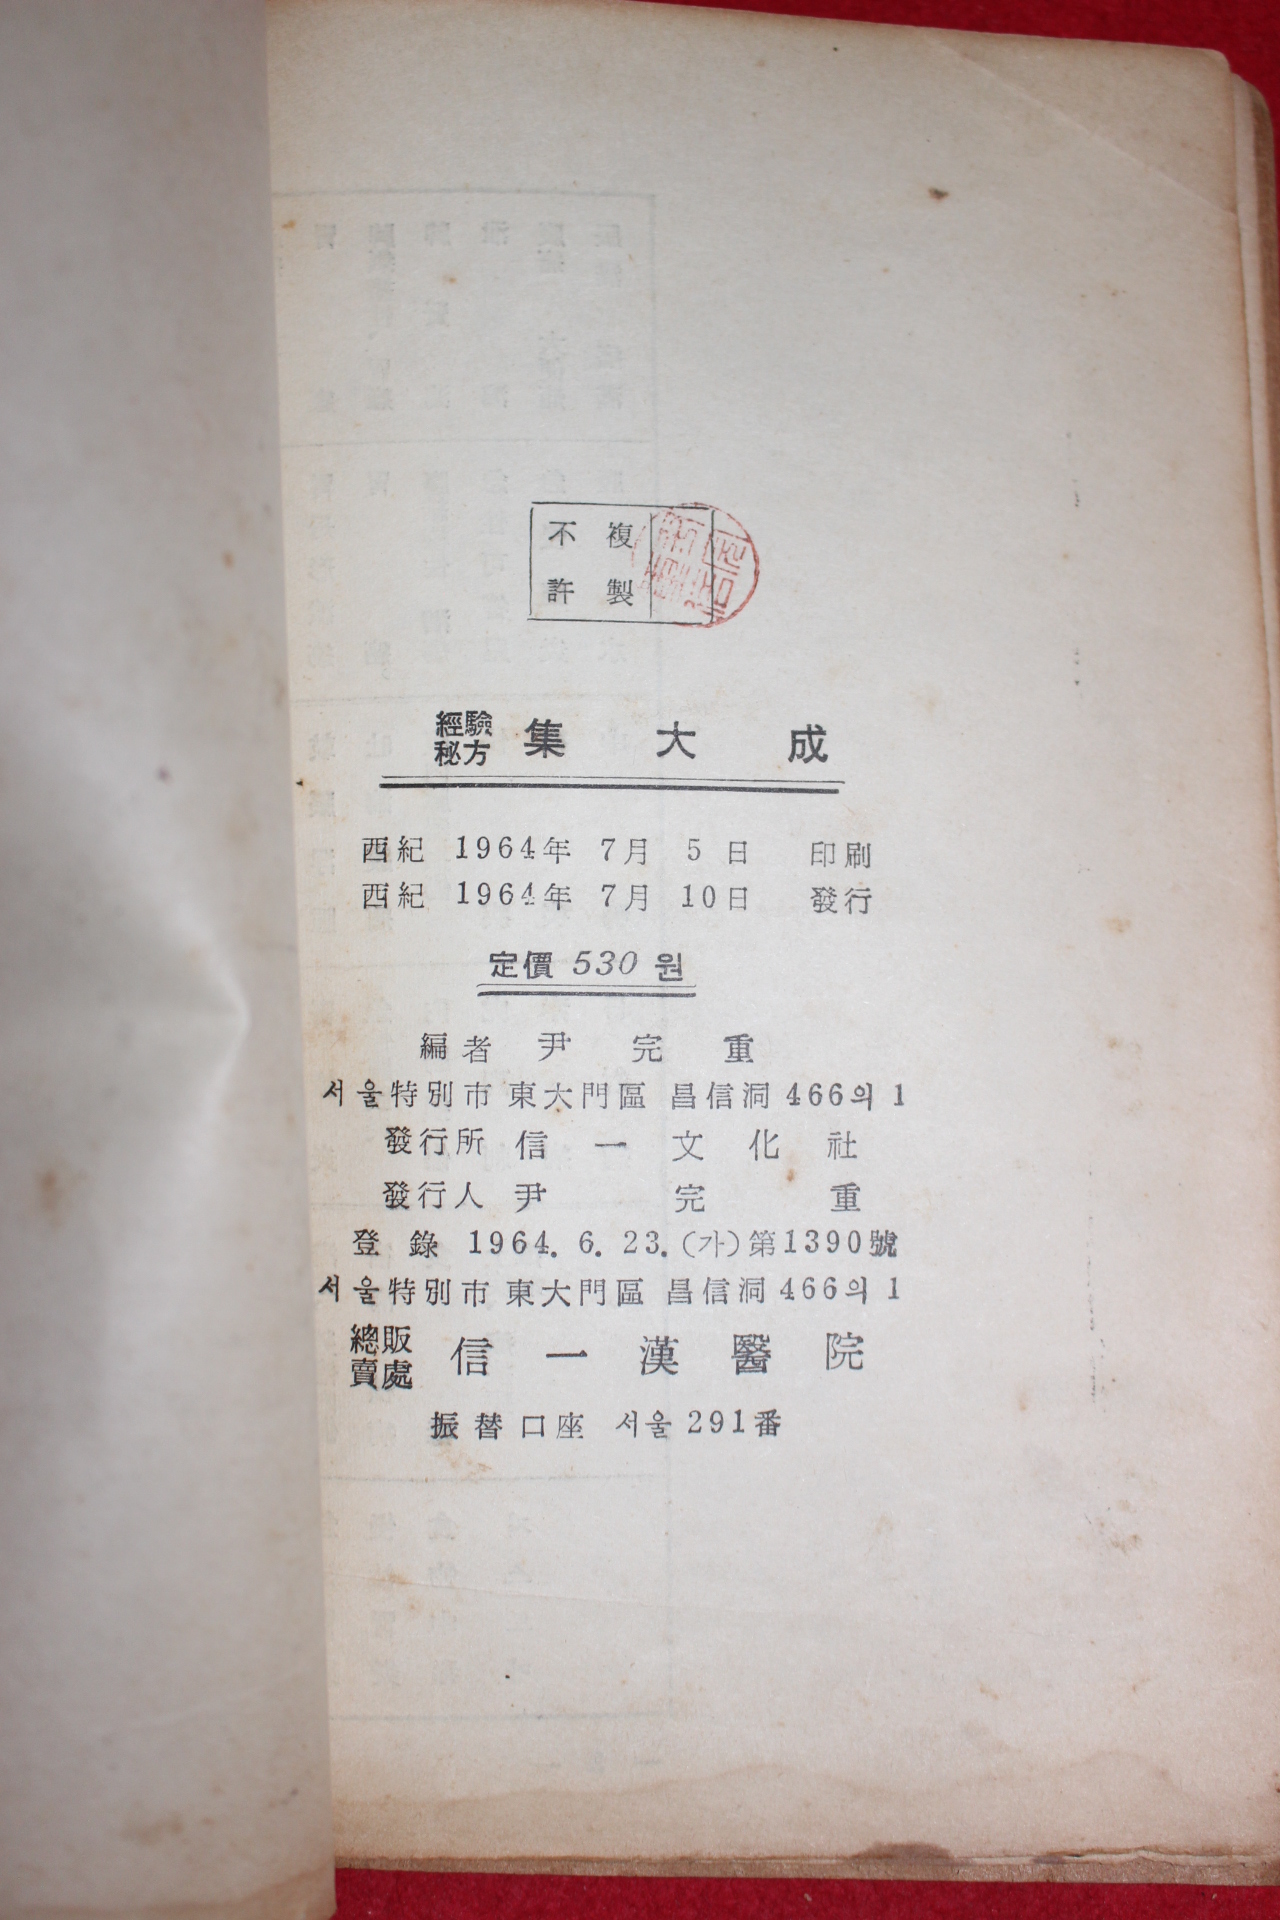 不 複
許 製
經驗
秘方 集大成
西紀 1964年 7月 5日 印刷
西紀 1964年 7月 10日 發行
定價 530 원
編者 尹完重
서울特別市 東大門區 昌信洞 466의 1
發行所 信一文化社
發行人 尹完重
登錄 1964. 6. 23. (가) 第1390號
서울特別市 東大門區 昌信洞 466의 1
總販
賣處 信一漢醫院
振替口座 서울 291番